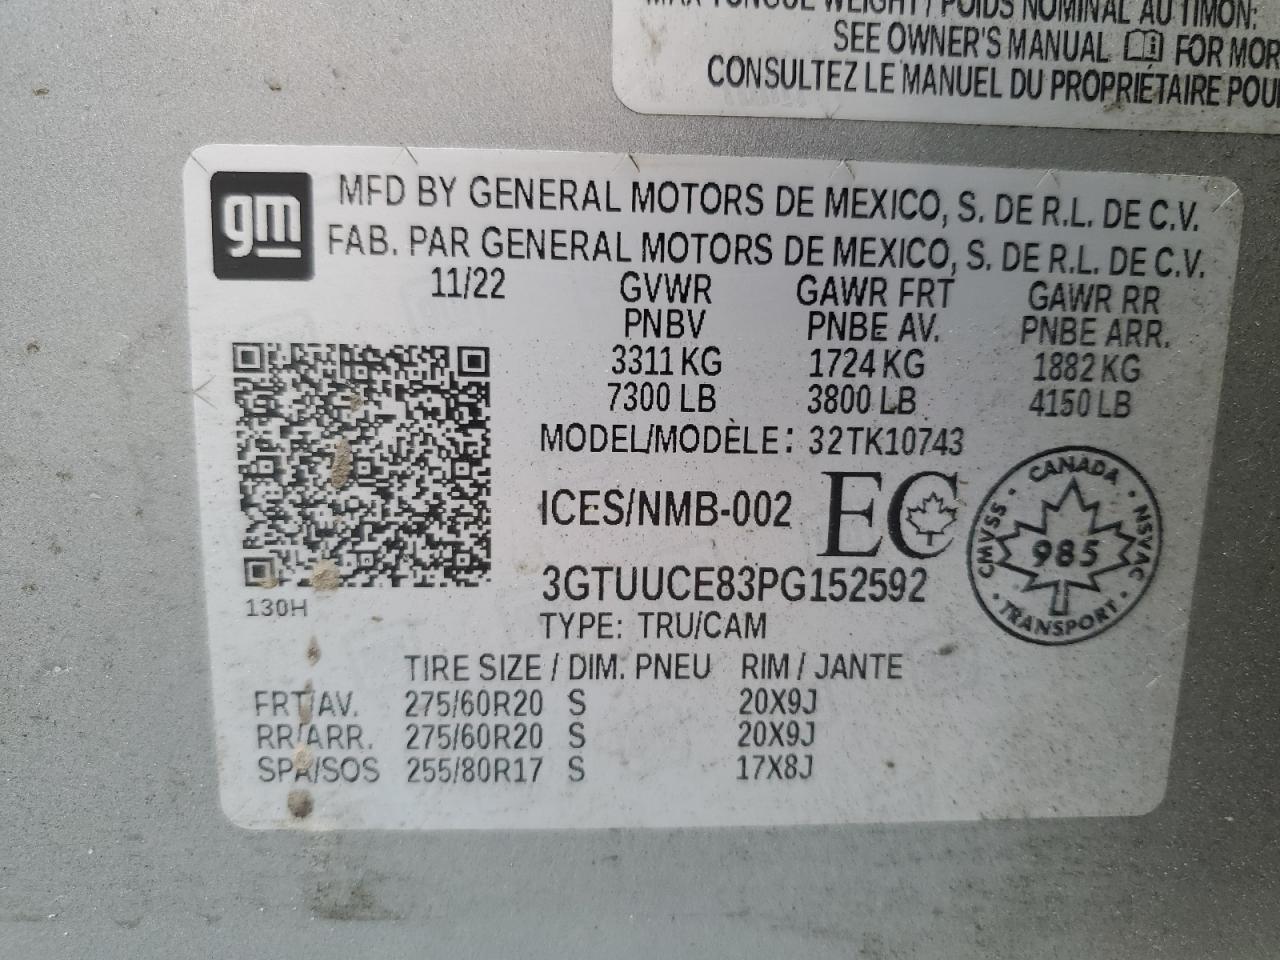 MAX TONGUE WEIGHT / POIDS NOMINAL AU TIMON:
SEE OWNER'S MANUAL FOR MOR
CONSULTEZ LE MANUEL DU PROPRIÉTAIRE POU
gm
MFD BY GENERAL MOTORS DE MEXICO, S. DE R.L. DE C.V.
FAB. PAR GENERAL MOTORS DE MEXICO, S. DE R.L. DE C.V.
11/22 GVWR GAWR FRT GAWR RR
PNBV PNBE AV. PNBE ARR.
3311 KG 1724 KG 1882 KG
7300 LB 3800 LB 4150 LB
MODEL/MODÈLE: 32TK10743
ICES/NMB-002 EC
CANADA · NSVAC · TRANSPORT · CMVSS ·
985
3GTUUCE83PG152592
130H
TYPE: TRU/CAM
TIRE SIZE / DIM. PNEU RIM / JANTE
FRT/AV. 275/60R20 S 20X9J
RR/ARR. 275/60R20 S 20X9J
SPA/SOS 255/80R17 S 17X8J